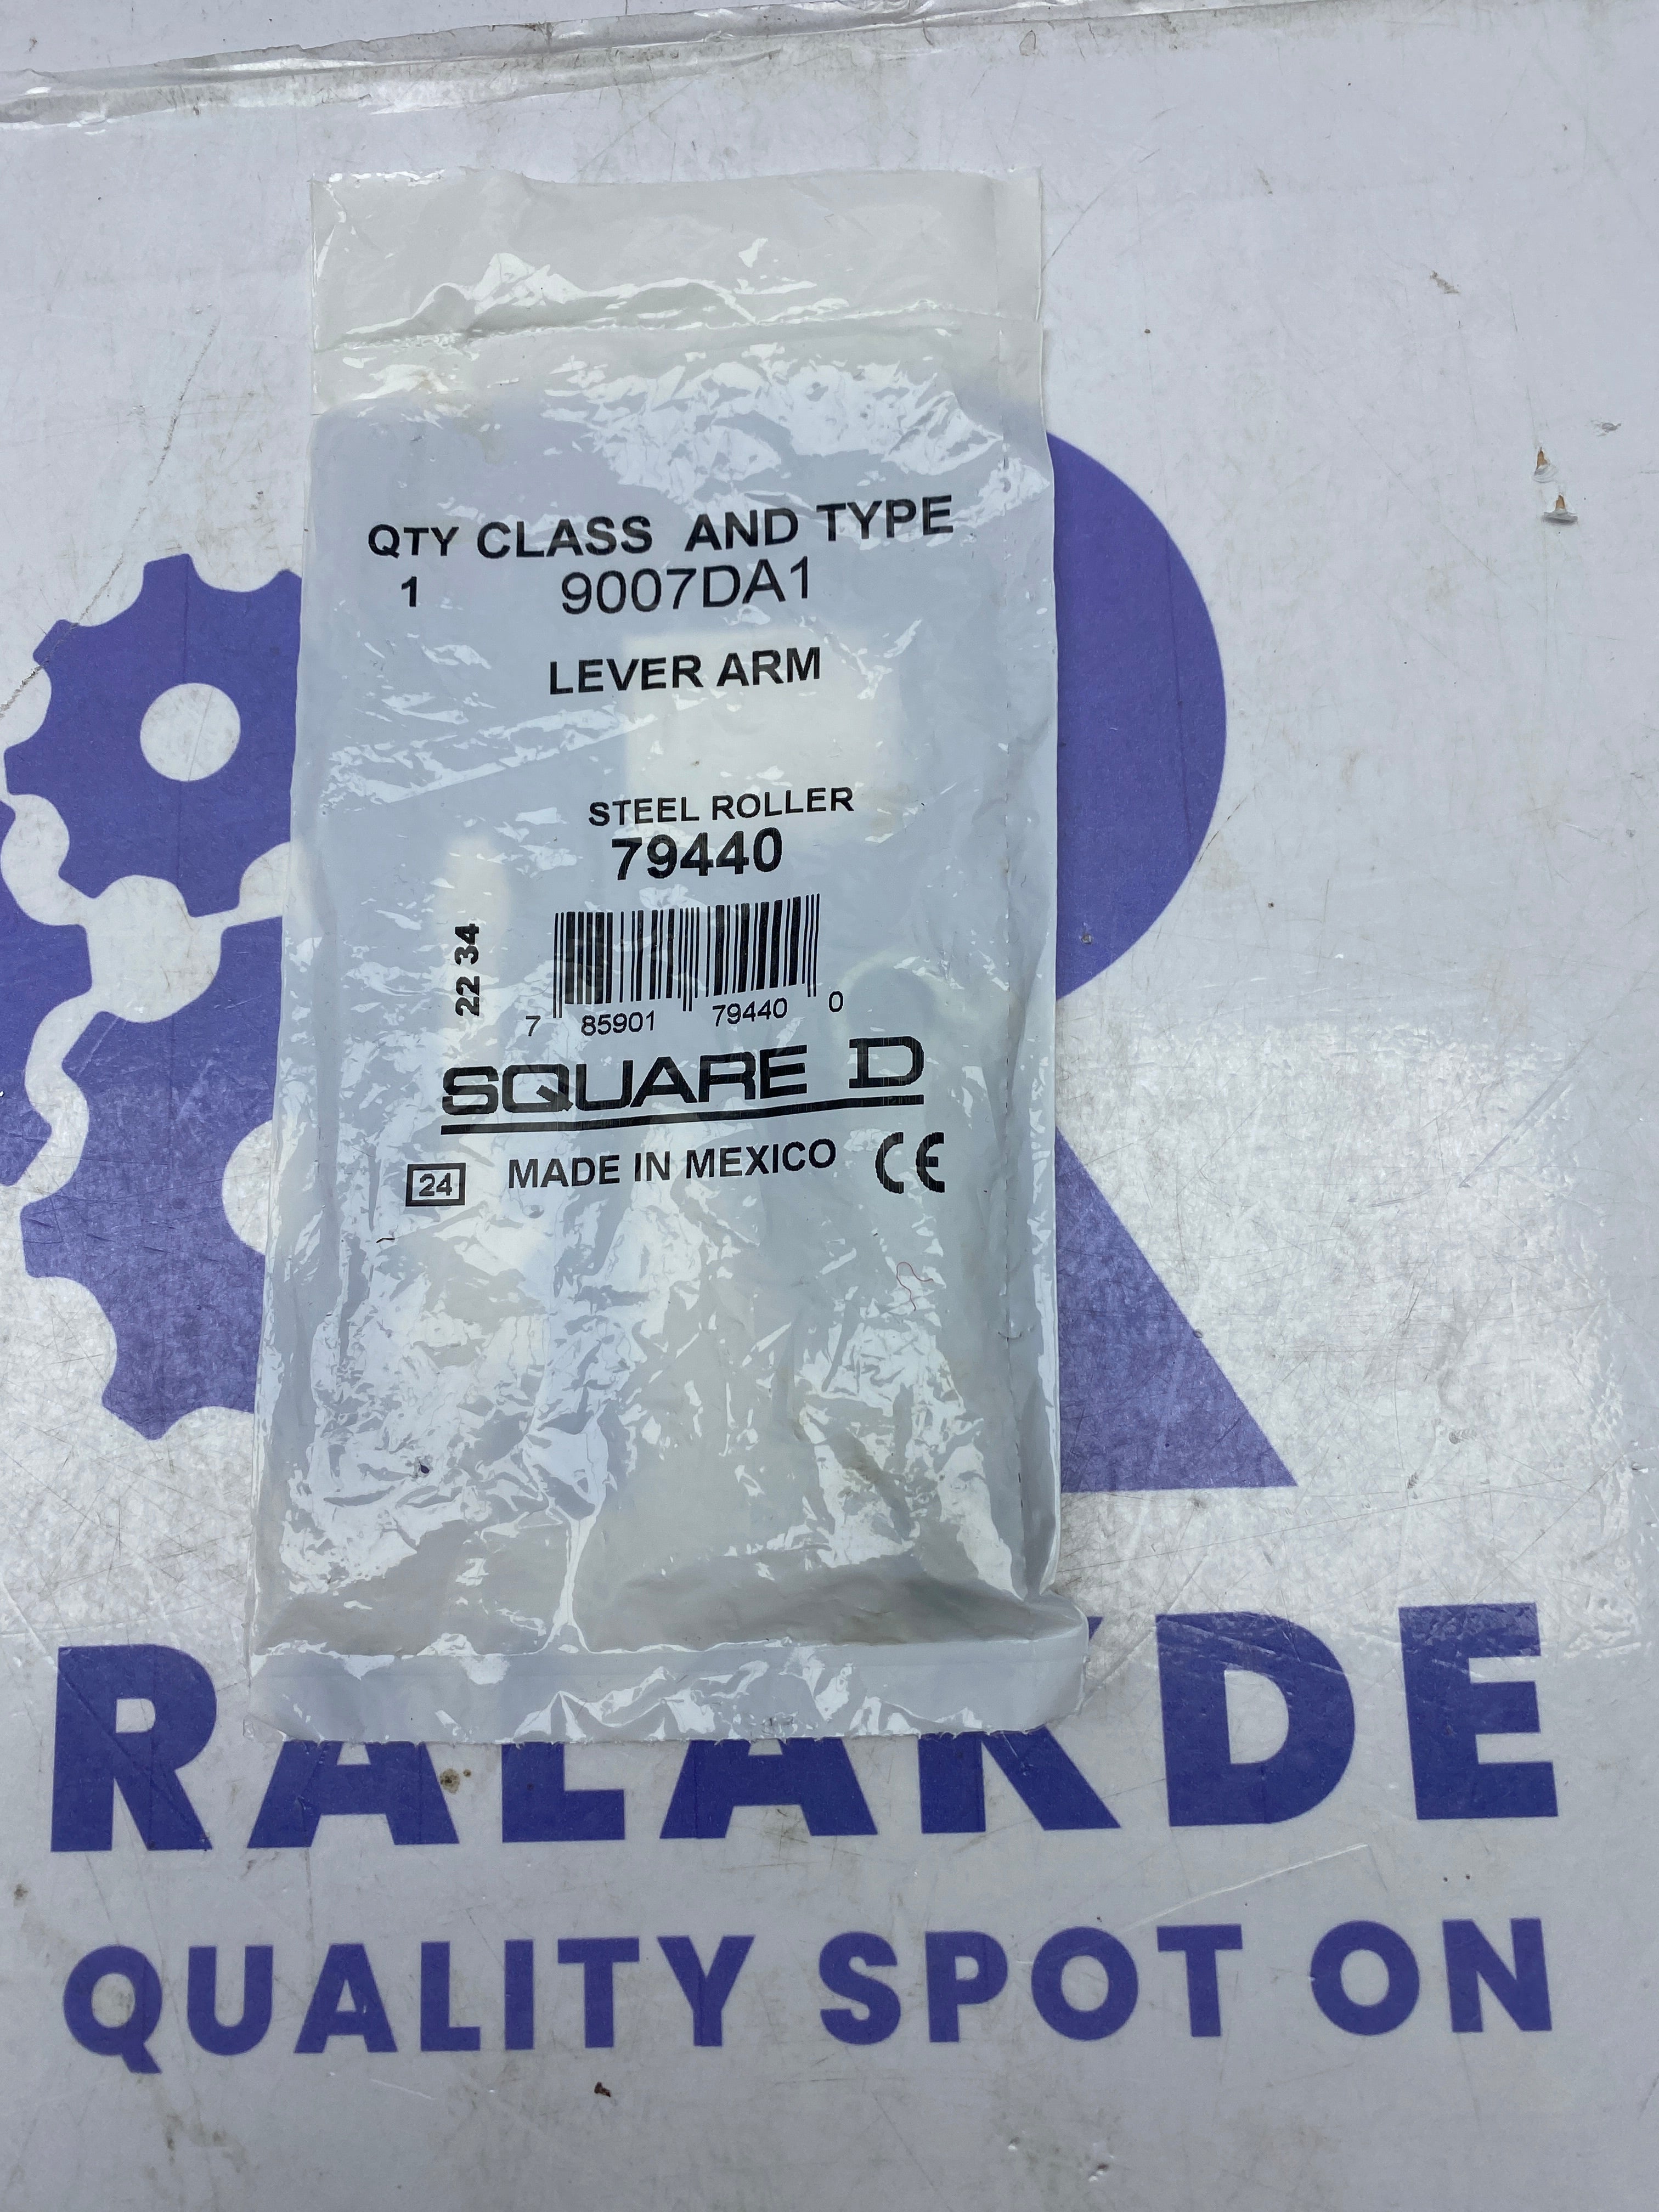 QTY CLASS AND TYPE
1 9007DA1
LEVER ARM
STEEL ROLLER
79440
22 34
7 85901 79440 0
SQUARE D
24 MADE IN MEXICO CE
RALAKDE
QUALITY SPOT ON